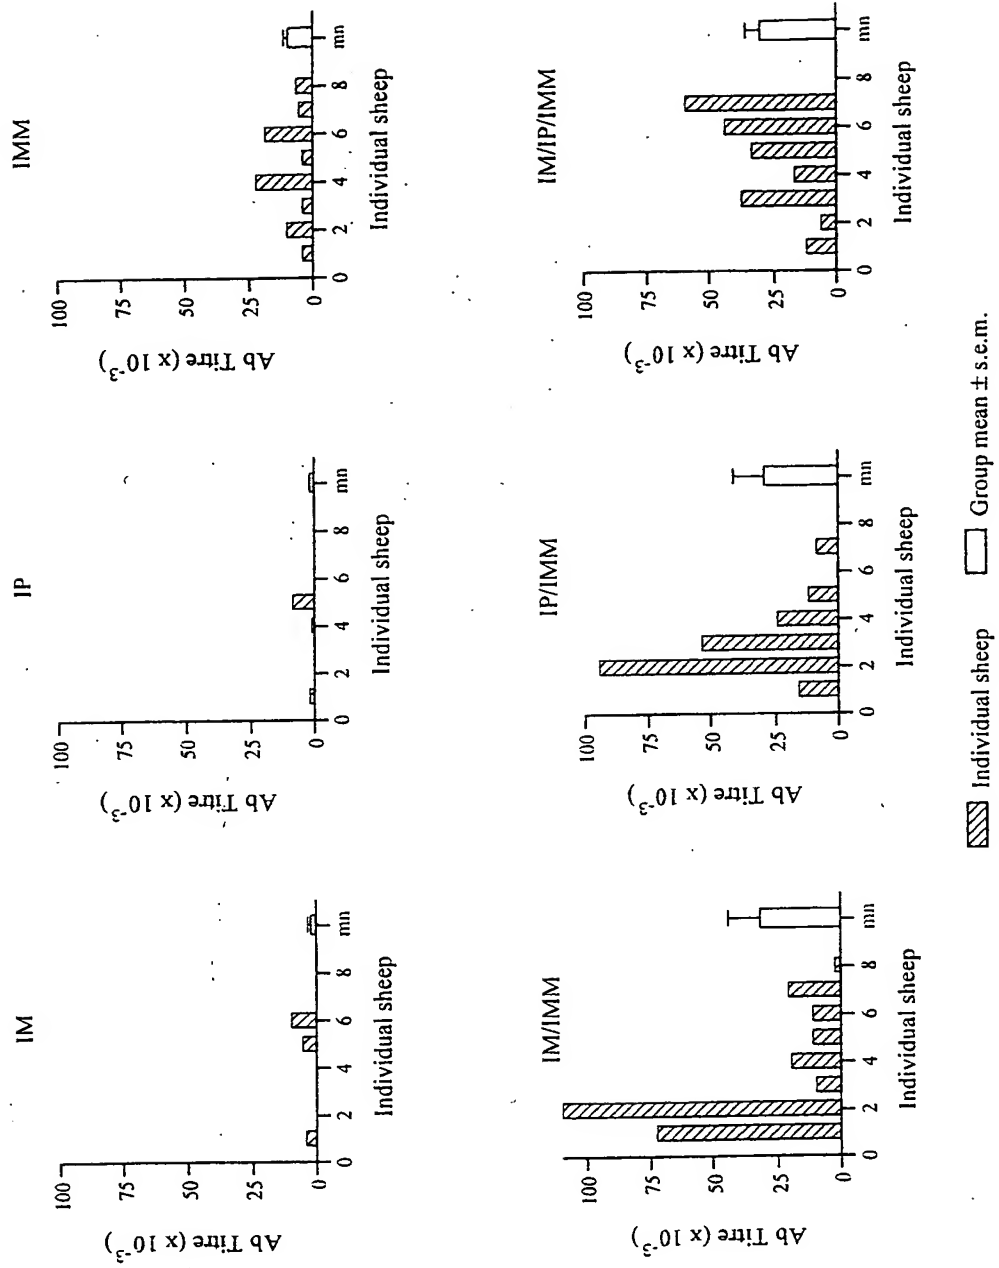 IM
Ab Titre (x 10⁻³)
100
75
50
25
0
0 2 4 6 8 mn
Individual sheep
IP
Ab Titre (x 10⁻³)
100
75
50
25
0
0 2 4 6 8 mn
Individual sheep
IMM
Ab Titre (x 10⁻³)
100
75
50
25
0
0 2 4 6 8 mn
Individual sheep
IM/IMM
Ab Titre (x 10⁻³)
100
75
50
25
0
0 2 4 6 8 mn
Individual sheep
IP/IMM
Ab Titre (x 10⁻³)
100
75
50
25
0
0 2 4 6 8 mn
Individual sheep
IM/IP/IMM
Ab Titre (x 10⁻³)
100
75
50
25
0
0 2 4 6 8 mn
Individual sheep
Individual sheep Group mean ± s.e.m.